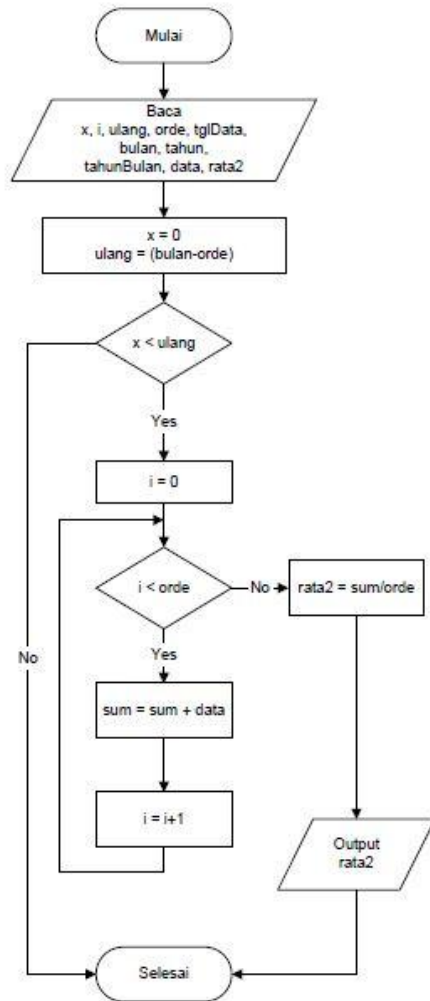 Mulai
Baca
x, i, ulang, orde, tglData,
bulan, tahun,
tahunBulan, data, rata2
x = 0
ulang = (bulan-orde)
x < ulang
Yes
i = 0
i < orde
No
rata2 = sum/orde
No
Yes
sum = sum + data
i = i+1
Output
rata2
Selesai